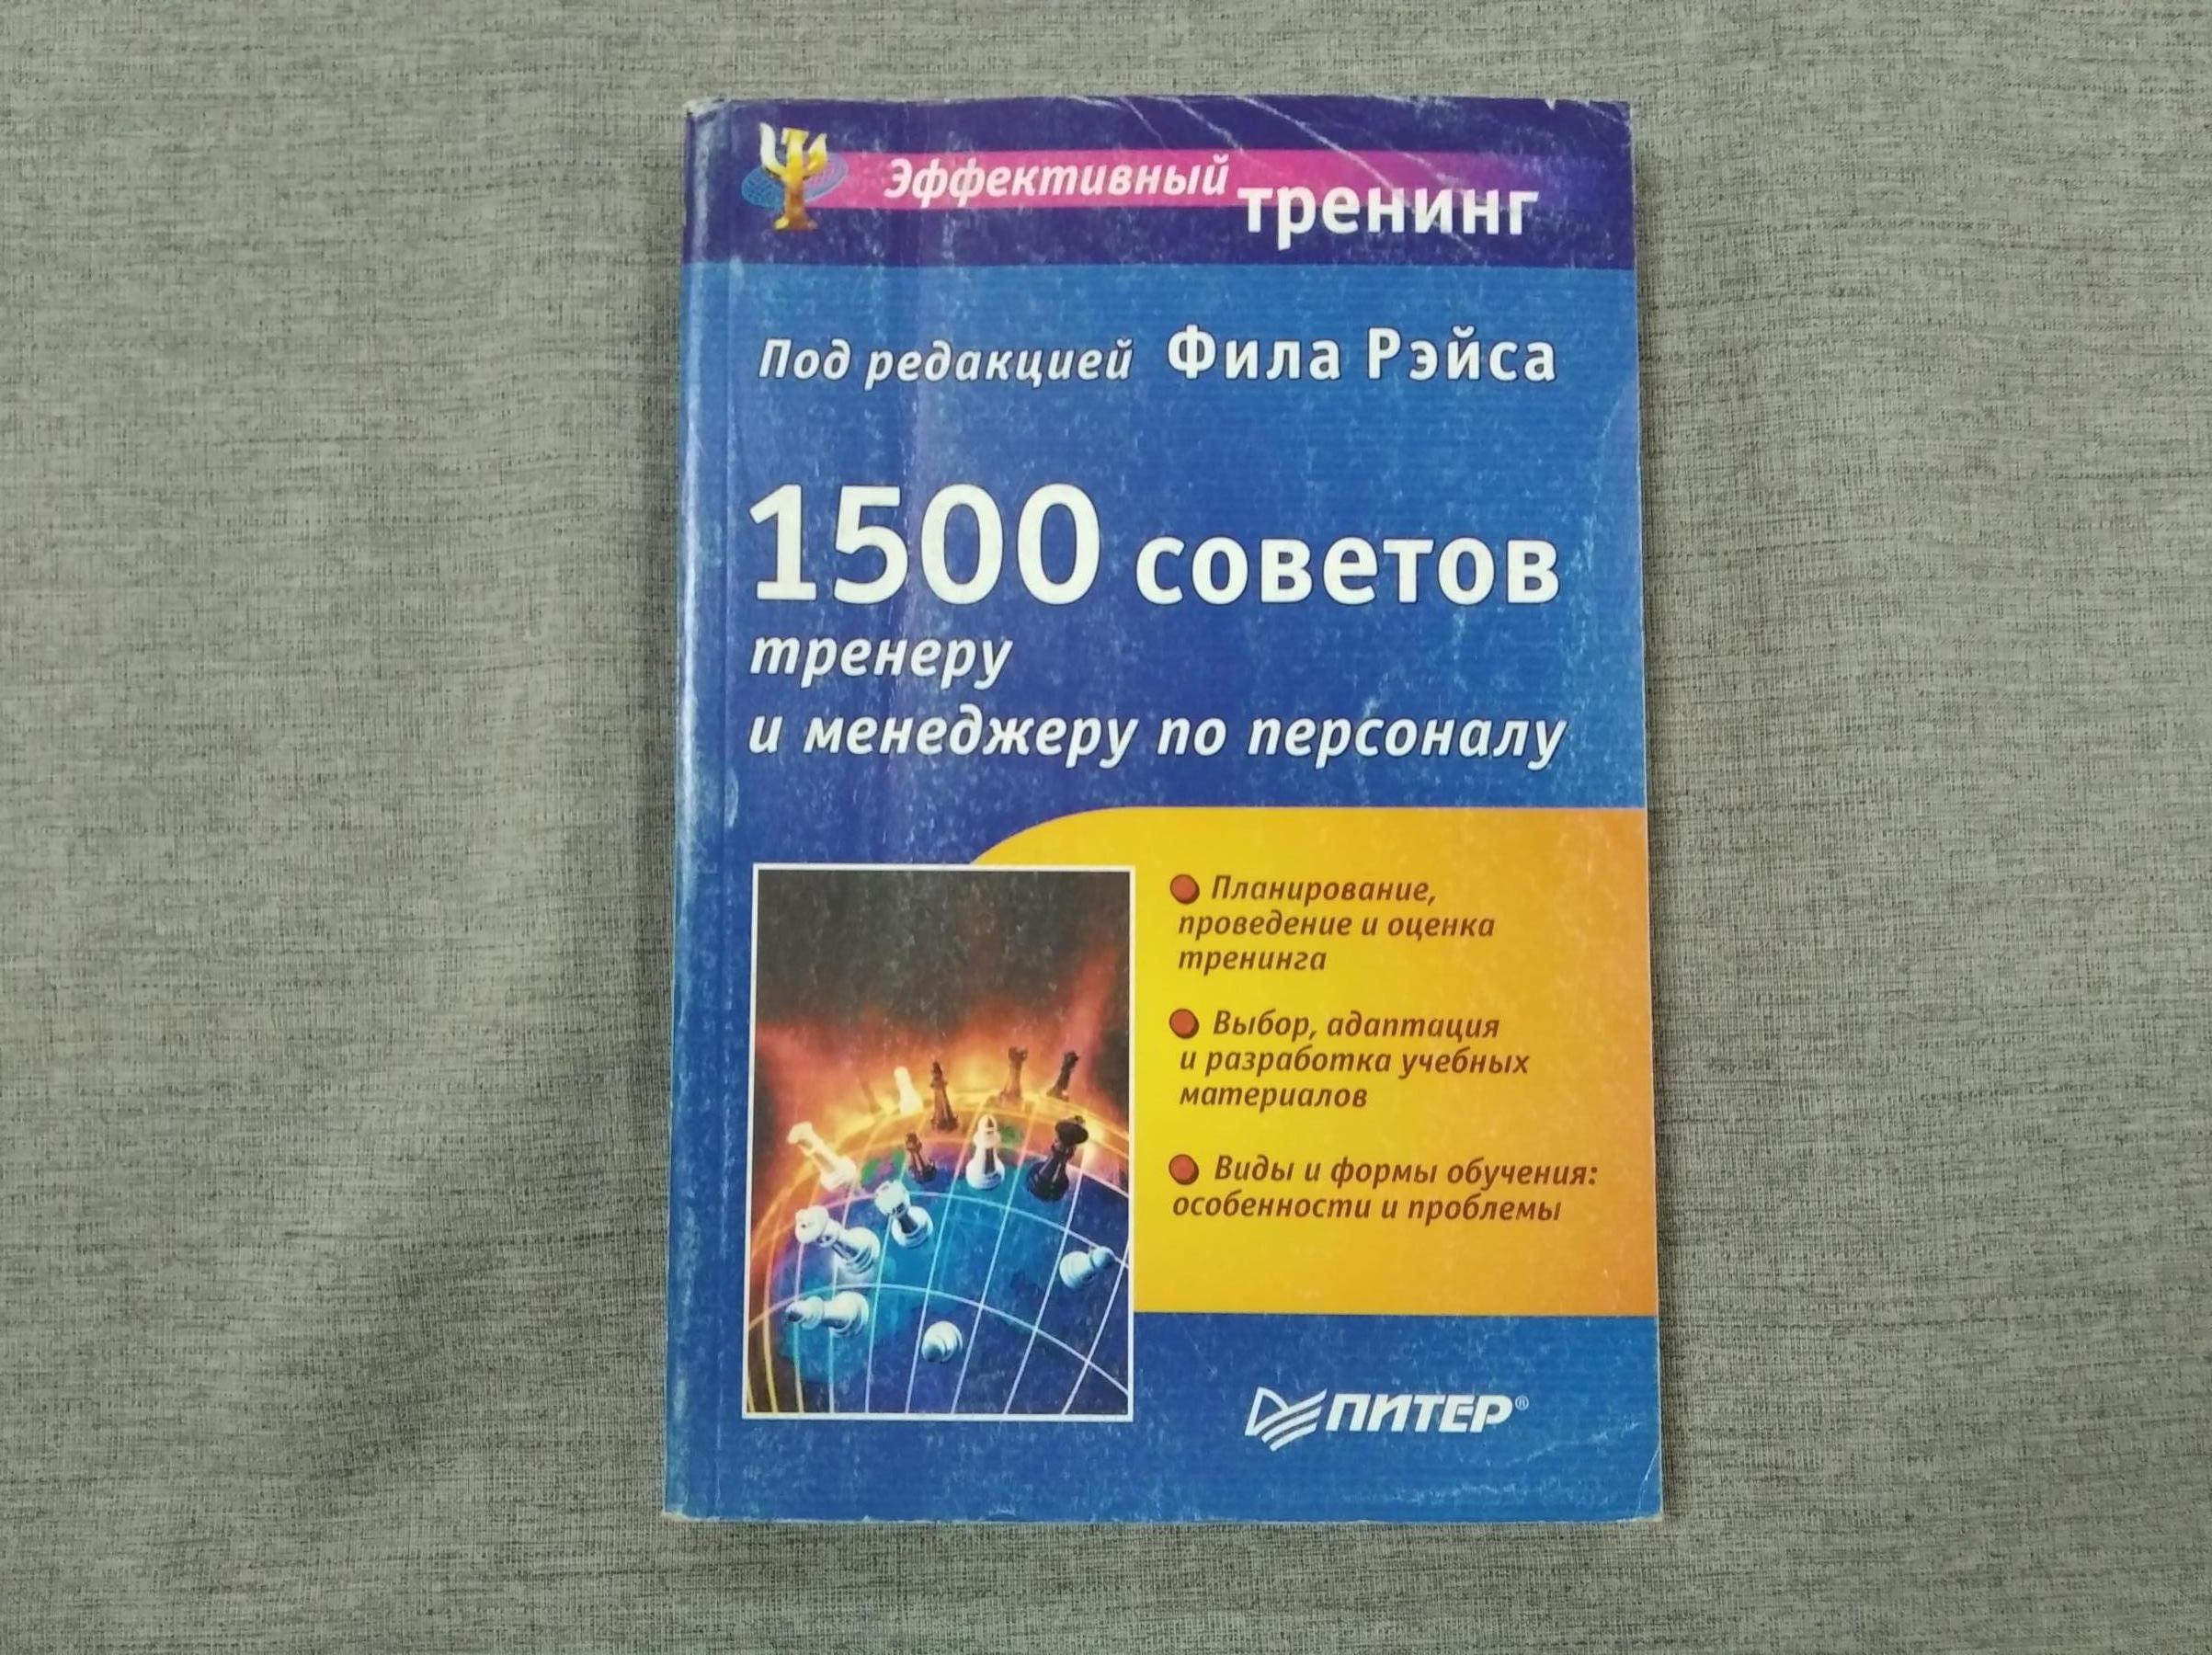 Эффективный тренинг
Под редакцией Фила Рэйса
1500 советов
тренеру
и менеджеру по персоналу
Планирование,
проведение и оценка
тренинга
Выбор, адаптация
и разработка учебных
материалов
Виды и формы обучения:
особенности и проблемы
ПИТЕР®